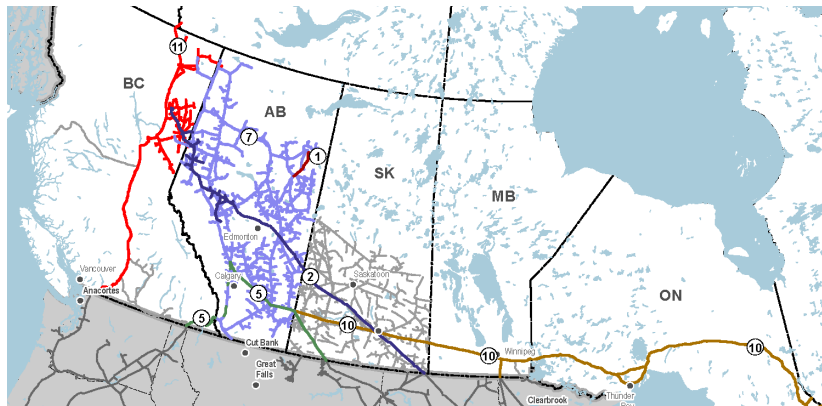 11
BC
AB
7
1
SK
MB
Edmonton
Vancouver
Anacortes
Calgary
5
2
Saskatoon
ON
5
10
10
Winnipeg
10
Cut Bank
Great
Falls
Clearbrook
Thunder
Bay